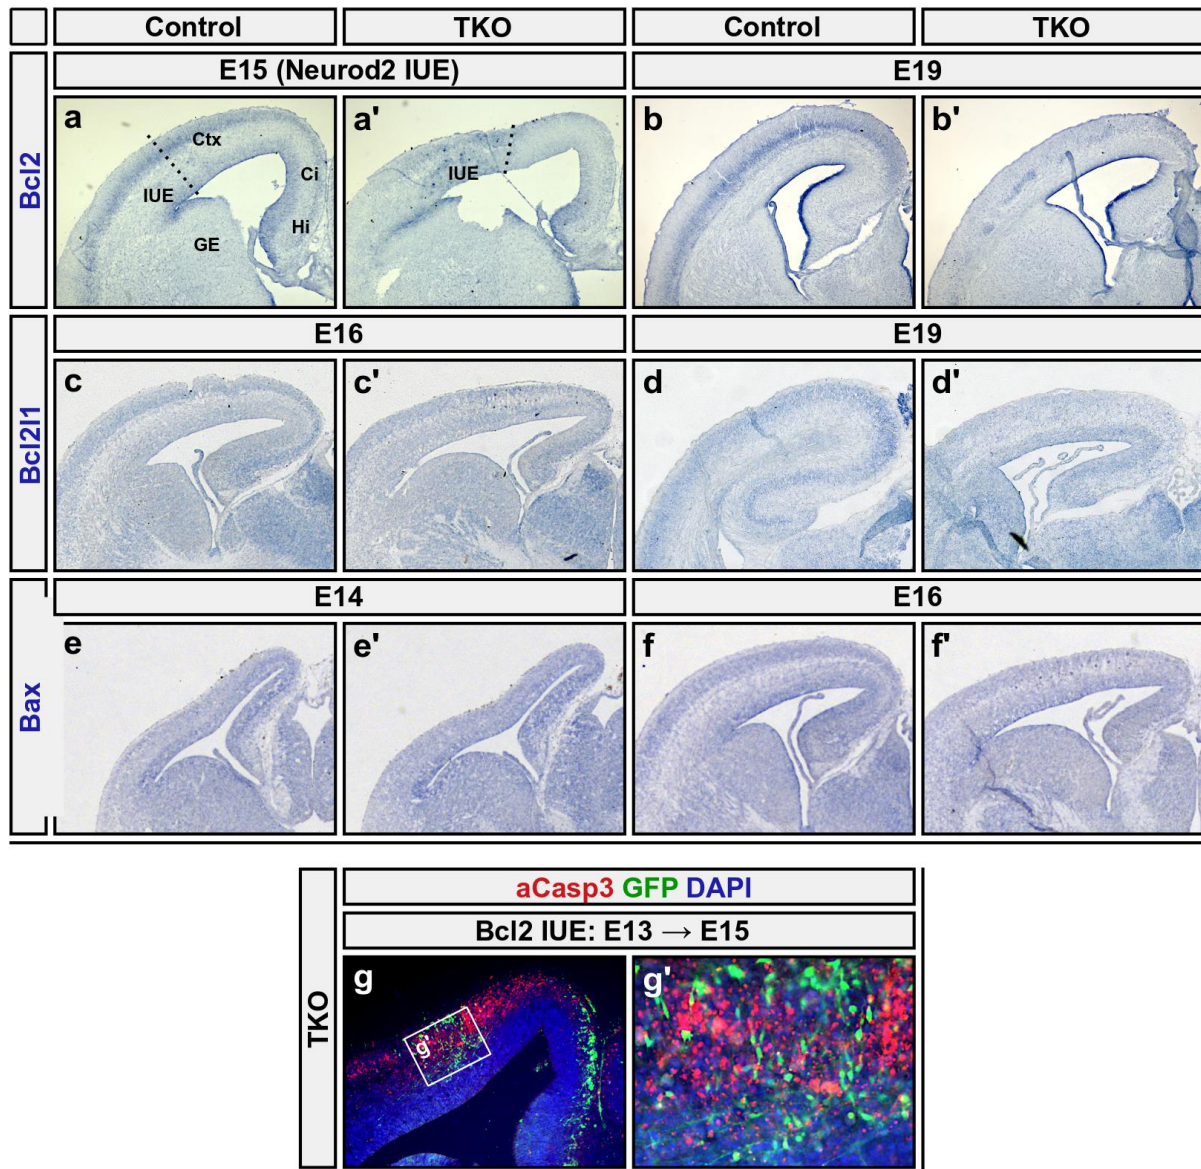 Control TKO Control TKO
E15 (Neurod2 IUE) E19
Bcl2
a Ctx IUE GE Ci Hi
a' IUE
b
b'
E16 E19
Bcl2l1
c
c'
d
d'
E14 E16
Bax
e
e'
f
f'
aCasp3 GFP DAPI
Bcl2 IUE: E13 → E15
TKO
g g'
g'